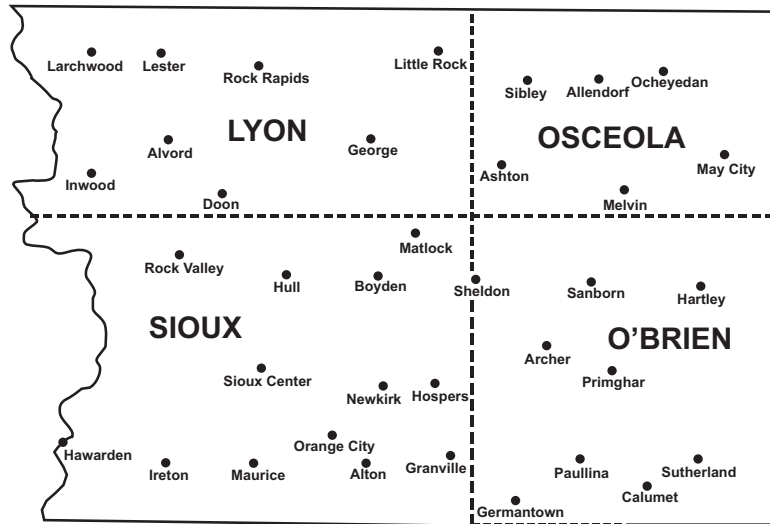 Larchwood
Lester
Rock Rapids
Little Rock
LYON
Alvord
George
Inwood
Doon
Sibley
Allendorf
Ocheyedan
OSCEOLA
Ashton
May City
Melvin
Matlock
Rock Valley
Hull
Boyden
SIOUX
Sioux Center
Newkirk
Hospers
Orange City
Hawarden
Ireton
Maurice
Alton
Granville
Sheldon
Sanborn
Hartley
O’BRIEN
Archer
Primghar
Paullina
Sutherland
Calumet
Germantown